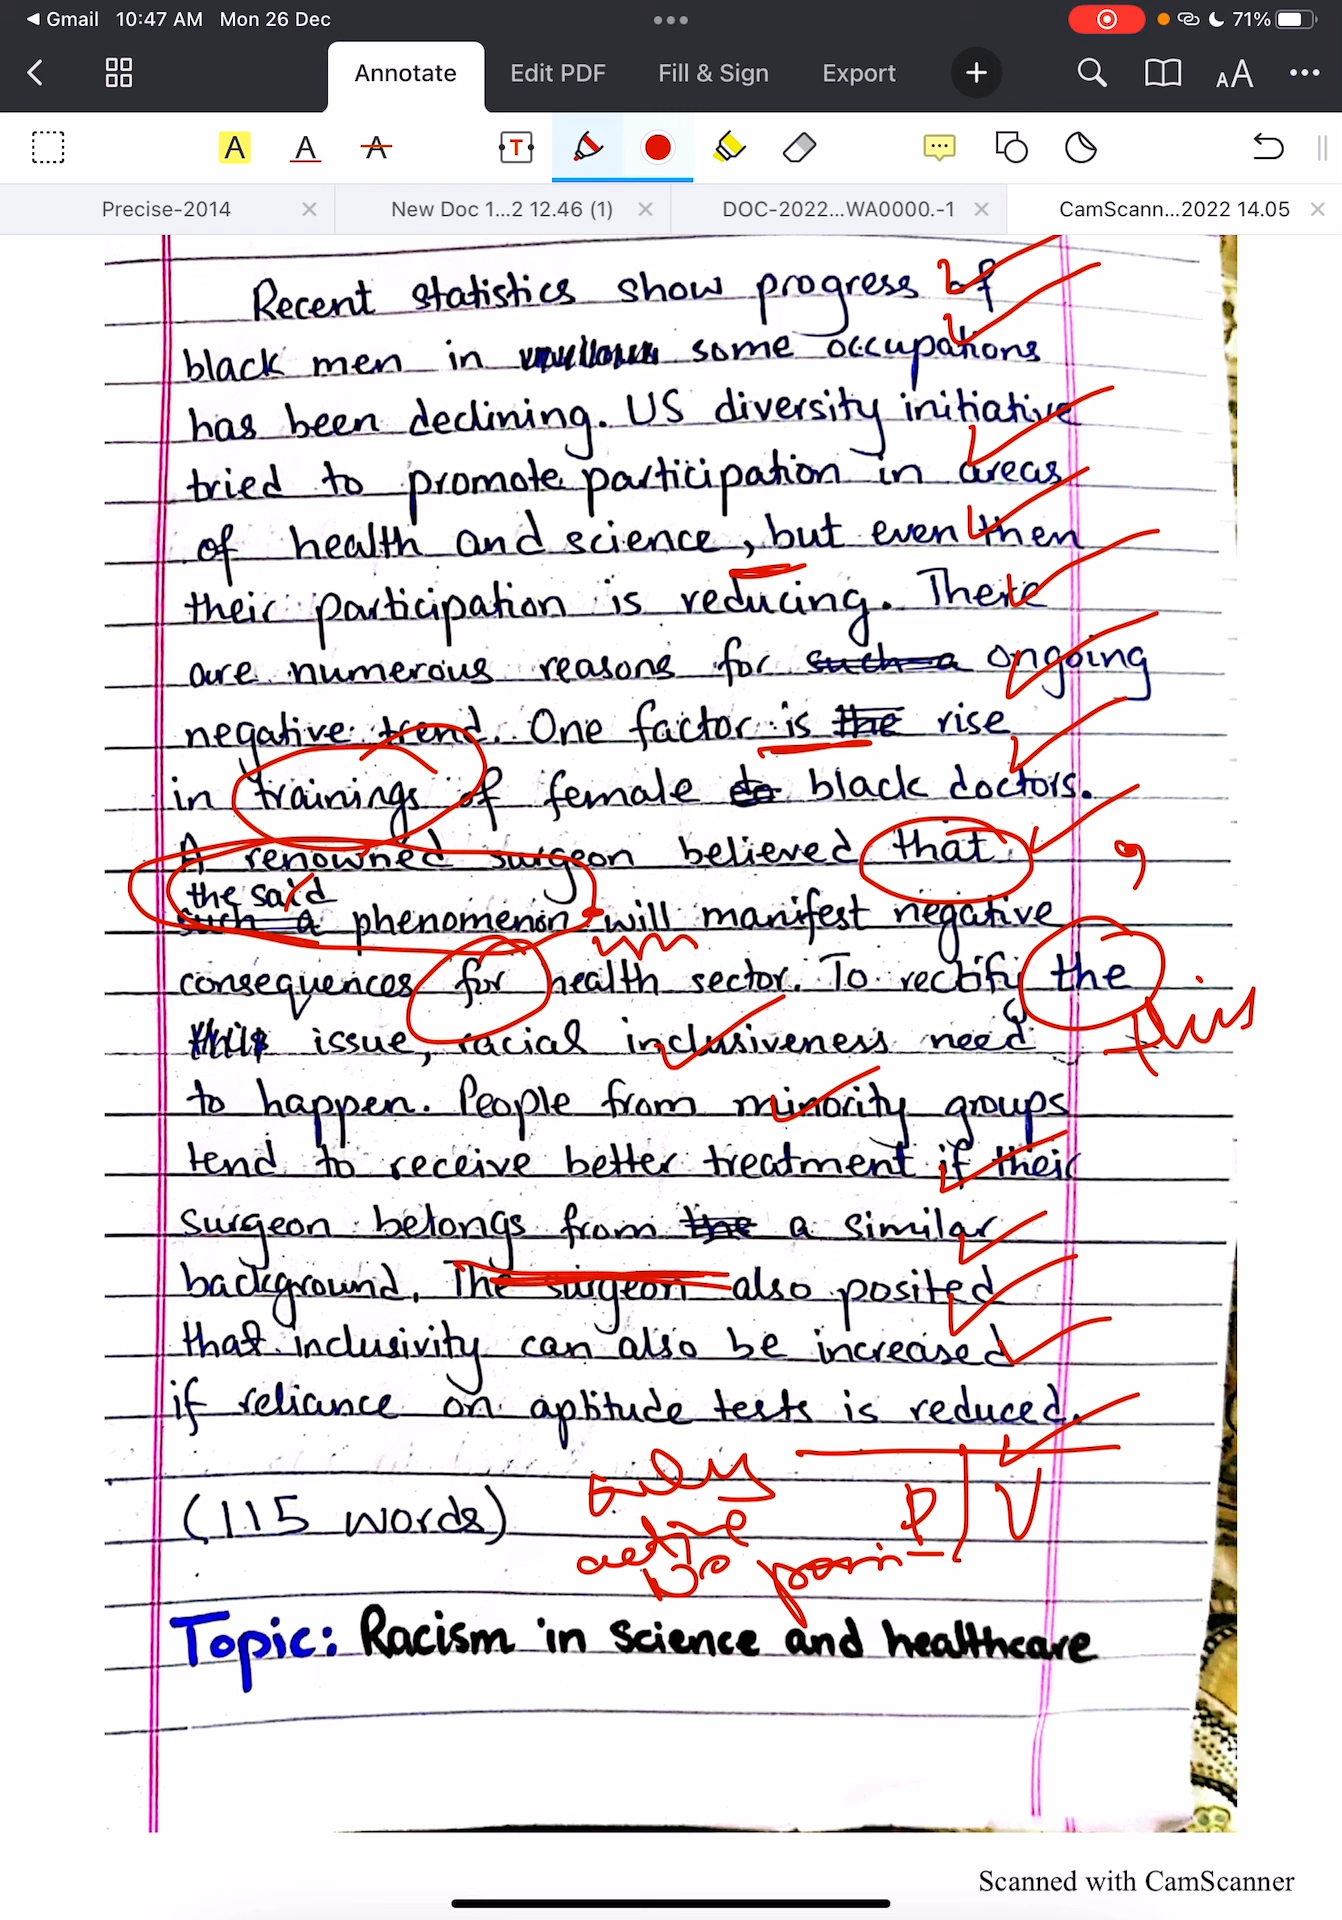 Gmail 10:47 AM Mon 26 Dec 71%
Annotate Edit PDF Fill & Sign Export
Precise-2014 New Doc 1...2 12.46 (1) DOC-2022...WA0000.-1 CamScann...2022 14.05
Recent statistics show progress of
black men in some occupations
has been declining. US diversity initiative
tried to promote participation in areas
of health and science, but even then
their participation is reducing. There
are numerous reasons for such a ongoing
negative trend. One factor is the rise
in trainings of female do black doctors.
A renowned surgeon believed that
the said
such a phenomenon will manifest negative
consequences for health sector. To rectify the
this
this issue, racial inclusiveness need
to happen. People from minority groups
tend to receive better treatment if their
surgeon belongs from the a similar
background. The surgeon also posited
that inclusivity can also be increased
if reliance on aptitude tests is reduced.
P V
(115 words)
active
no
Topic: Racism in Science and healthcare
Scanned with CamScanner